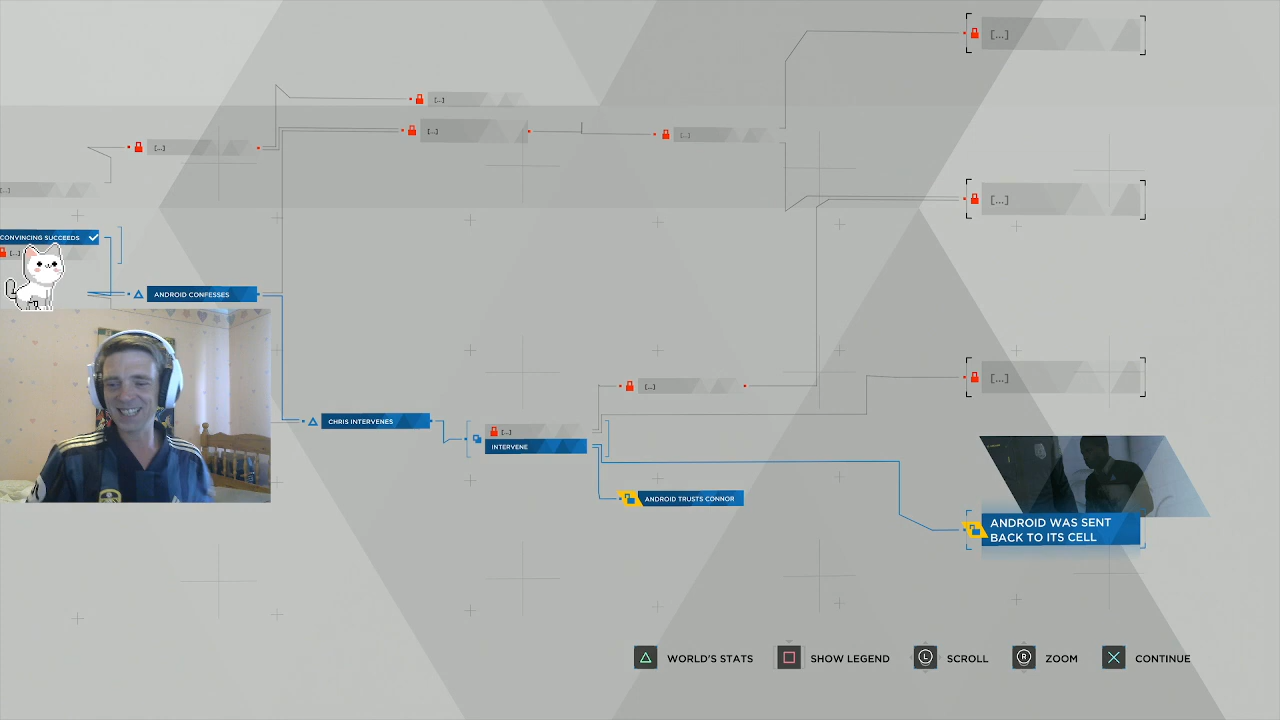 [...]
[...]
[...]
[...]
[...]
[...]
[...]
CONVINCING SUCCEEDS
[...]
ANDROID CONFESSES
[...]
[...]
CHRIS INTERVENES
[...]
INTERVENE
ANDROID TRUSTS CONNOR
ANDROID WAS SENT
BACK TO ITS CELL
WORLD'S STATS
SHOW LEGEND
L
SCROLL
R
ZOOM
CONTINUE